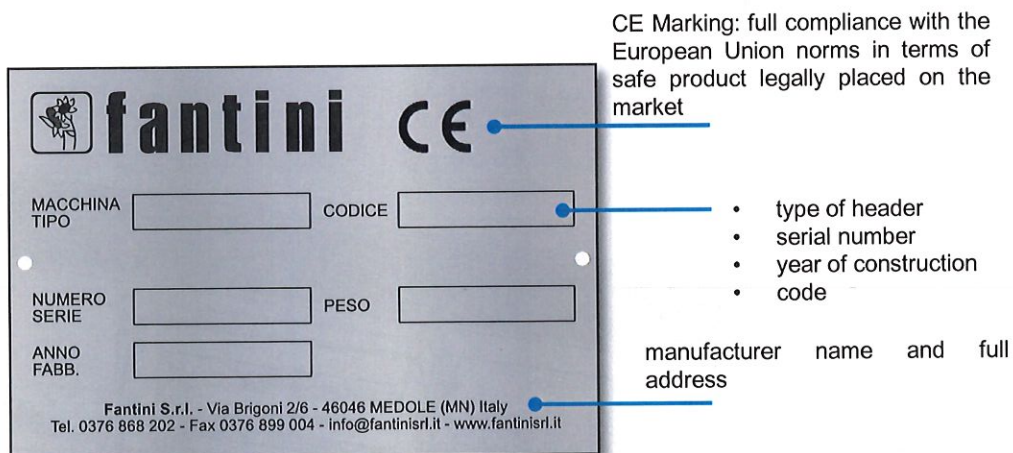 CE Marking: full compliance with the
European Union norms in terms of
safe product legally placed on the
market
fantini CE
MACCHINA
TIPO
CODICE
• type of header
• serial number
• year of construction
• code
NUMERO
SERIE
PESO
ANNO
FABB.
manufacturer name and full
address
Fantini S.r.l. - Via Brigoni 2/6 - 46046 MEDOLE (MN) Italy
Tel. 0376 868 202 - Fax 0376 899 004 - info@fantinisrl.it - www.fantinisrl.it